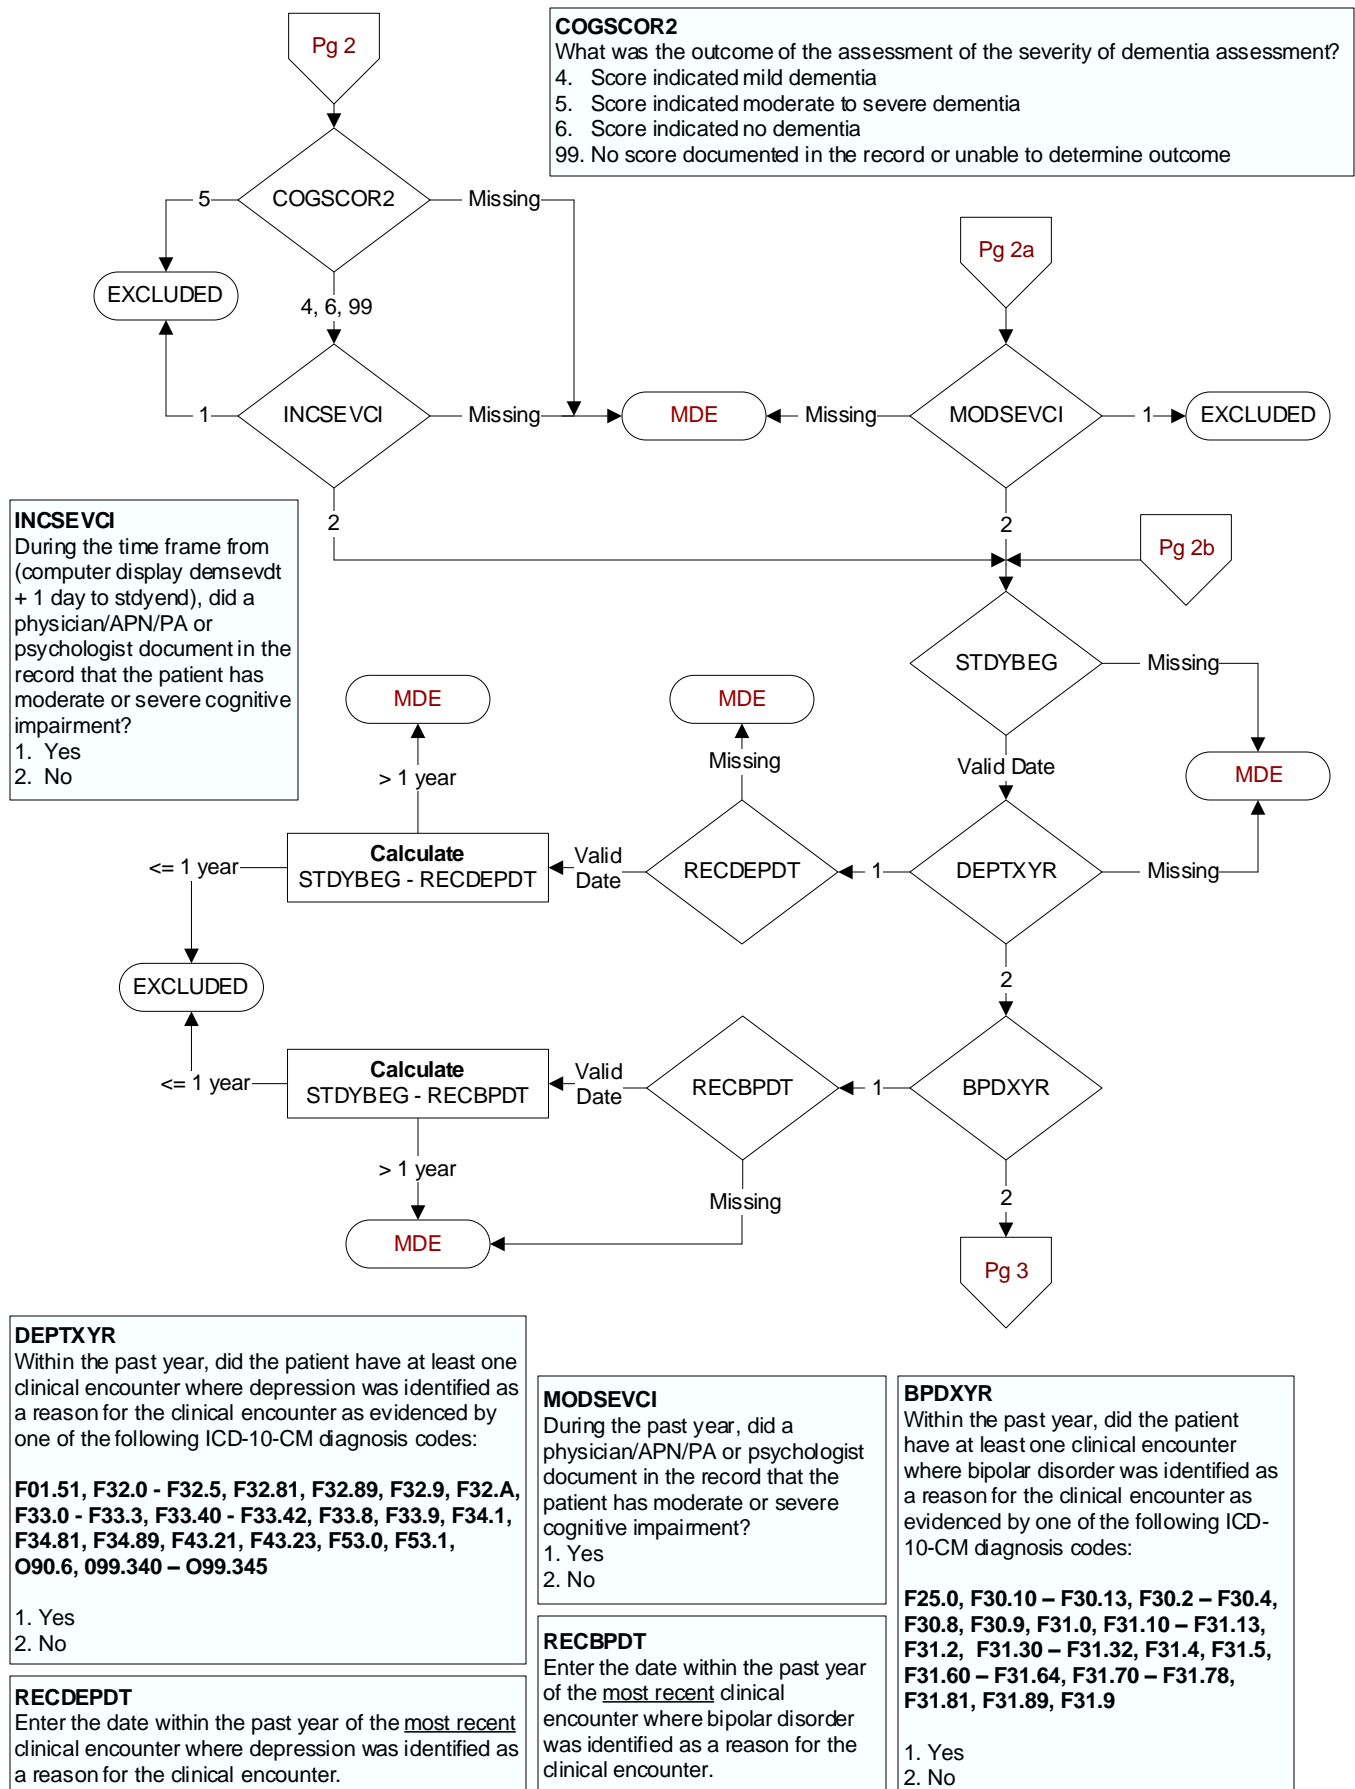 Pg 2
COGSCOR2
What was the outcome of the assessment of the severity of dementia assessment?
4. Score indicated mild dementia
5. Score indicated moderate to severe dementia
6. Score indicated no dementia
99. No score documented in the record or unable to determine outcome
5
COGSCOR2
Missing
Pg 2a
EXCLUDED
4, 6, 99
1
INCSEVCI
Missing
MDE
Missing
MODSEVCI
1
EXCLUDED
2
2
Pg 2b
INCSEVCI
During the time frame from
(computer display demsevdt
+ 1 day to stdyend), did a
physician/APN/PA or
psychologist document in the
record that the patient has
moderate or severe cognitive
impairment?
1. Yes
2. No
STDYBEG
Missing
MDE
MDE
Missing
Valid Date
MDE
> 1 year
<= 1 year
Calculate
STDYBEG - RECDEPDT
Valid
Date
RECDEPDT
1
DEPTXYR
Missing
EXCLUDED
2
<= 1 year
Calculate
STDYBEG - RECBPDT
Valid
Date
RECBPDT
1
BPDXYR
> 1 year
Missing
2
MDE
Pg 3
DEPTXYR
Within the past year, did the patient have at least one
clinical encounter where depression was identified as
a reason for the clinical encounter as evidenced by
one of the following ICD-10-CM diagnosis codes:
F01.51, F32.0 - F32.5, F32.81, F32.89, F32.9, F32.A,
F33.0 - F33.3, F33.40 - F33.42, F33.8, F33.9, F34.1,
F34.81, F34.89, F43.21, F43.23, F53.0, F53.1,
O90.6, 099.340 – O99.345
1. Yes
2. No
RECDEPDT
Enter the date within the past year of the most recent
clinical encounter where depression was identified as
a reason for the clinical encounter.
MODSEVCI
During the past year, did a
physician/APN/PA or psychologist
document in the record that the
patient has moderate or severe
cognitive impairment?
1. Yes
2. No
RECBPDT
Enter the date within the past year
of the most recent clinical
encounter where bipolar disorder
was identified as a reason for the
clinical encounter.
BPDXYR
Within the past year, did the patient
have at least one clinical encounter
where bipolar disorder was identified as
a reason for the clinical encounter as
evidenced by one of the following ICD-
10-CM diagnosis codes:
F25.0, F30.10 – F30.13, F30.2 – F30.4,
F30.8, F30.9, F31.0, F31.10 – F31.13,
F31.2, F31.30 – F31.32, F31.4, F31.5,
F31.60 – F31.64, F31.70 – F31.78,
F31.81, F31.89, F31.9
1. Yes
2. No